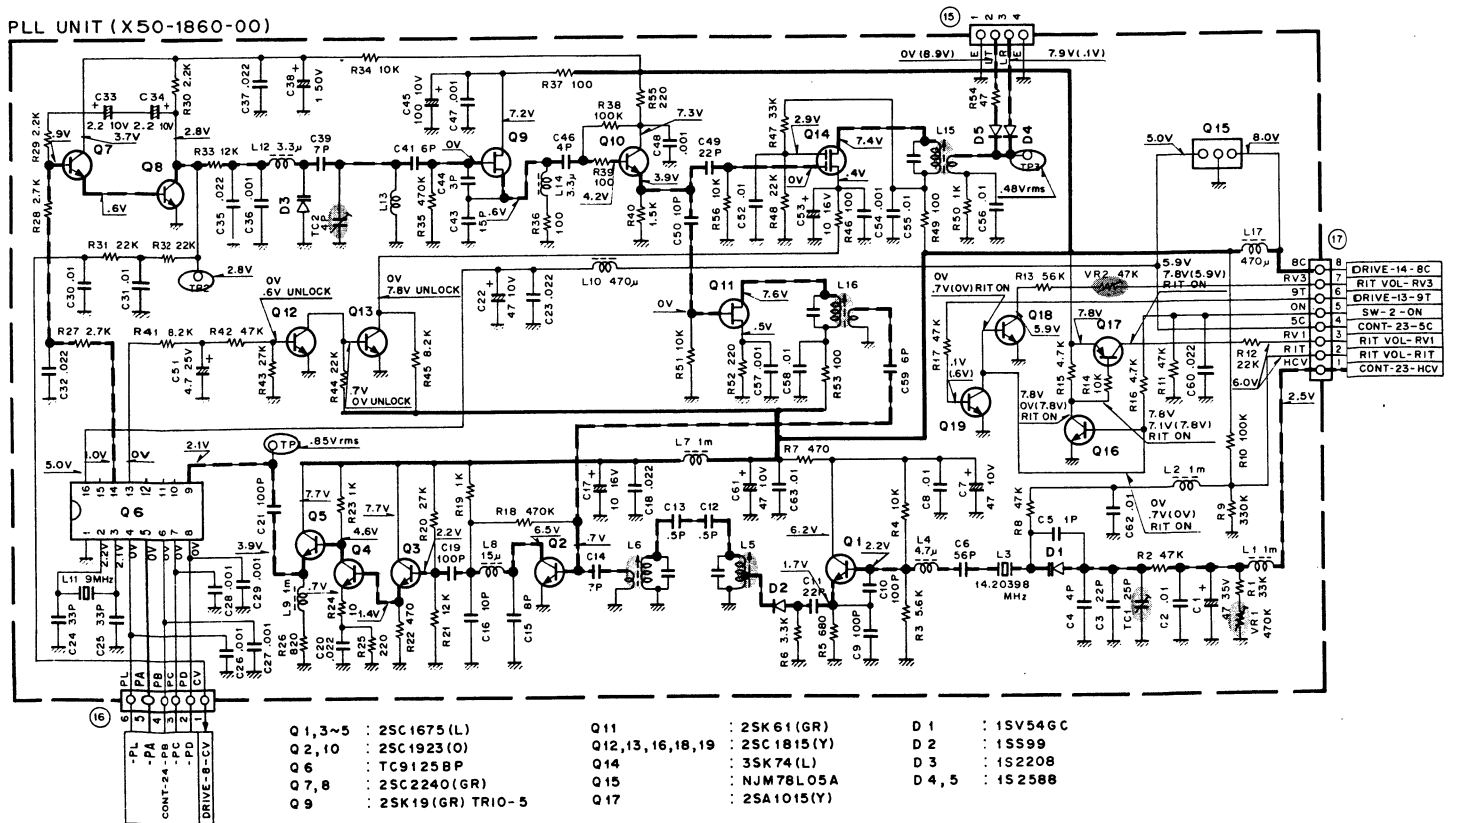 PLL UNIT (X50-1860-00)
15
1 2 3 4
E LT LR E
0V (8.9V)
7.9V(.1V)
R34 10K
R30 2.2K
C37 .022
C38
1 50V
C33
2.2 10V
C34
2.2 10V
R29 2.2K
.9V
Q7
3.7V
2.8V
Q8
.6V
R28 2.7K
R33 12K
L12 3.3μ
C39
7P
C35 .022
C36 .001
D3
TC2
L13
C41 6P
R35 470K
C45
100 10V
C47 .001
R37 100
7.2V
Q9
0V
C44
3P
C43
15P
.6V
R36
100
L14
3.3μ
C46
4P
R38
100K
Q10
R39
100
4.2V
R55
220
7.3V
C48
.001
3.9V
R40
1.5K
C49
22P
C50 10P
R56 10K
C52 .01
R47 33K
2.9V
Q14
7.4V
0V
.4V
R48 22K
C53
10 16V
R46 100
C54 .001
C55 .01
R49 100
L15
R50 1K
C56 .01
R54
47
D5
D4
TP3
.48Vrms
5.0V
Q15
8.0V
L17
470μ
17
8C
RV3
9T
ON
5C
RV1
RIT
HCV
8
7
6
5
4
3
2
1
DRIVE-14-8C
RIT VOL-RV3
DRIVE-13-9T
SW-2-ON
CONT-23-5C
RIT VOL-RV1
RIT VOL-RIT
CONT-23-HCV
R31 22K
R32 22K
TP2
2.8V
C30 .01
C31 .01
0V
.6V UNLOCK
Q12
0V
7.8V UNLOCK
Q13
C22
47 10V
C23 .022
L10 470μ
0V
Q11
7.6V
.5V
L16
R27 2.7K
R41 8.2K
R42 47K
C32 .022
C51
4.7 25V
R43 27K
R44 22K
.7V
0V UNLOCK
R45 8.2K
R51 10K
R52 220
C57 .001
C58 .01
R53 100
C59 6P
0V
.7V(0V) RIT ON
R13 56K
VR2 47K
5.9V
7.8V(5.9V)
RIT ON
Q18
5.9V
7.8V
Q17
R17 47K
.1V
(.6V)
Q19
R15 4.7K
R14
10K
R16 4.7K
R11 47K
C60 .022
R12
22K
6.0V
2.5V
7.8V
0V(7.8V)
RIT ON
7.8V
7.1V(7.8V)
RIT ON
Q16
R10 100K
L2 1m
0V
.7V(0V)
RIT ON
C62 .01
R9
330K
TP
.85Vrms
2.1V
5.0V
1.0V
0V
16 15 14 13 12 11 10 9
Q6
1 2 3 4 5 6 7 8
2.2V
2.1V
0V
0V
0V
0V
3.9V
C21 100P
7.7V
Q5
R23 1K
4.6V
7.7V
Q4
Q3
R20 27K
2.2V
R19 1K
C19
100P
R18 470K
L8
15μ
6.5V
Q2
.7V
C14
C17
10 16V
C18 .022
L7 1m
C13
.5P
C12
.5P
L6
L5
C61
47 10V
C63 .01
R7 470
6.2V
Q1
2.2V
1.7V
D2
C11
22P
R4 10K
C8 .01
C7
47 10V
L4
4.7μ
C6
56P
L3
14.20398
MHz
R8 47K
C5 1P
D1
R2 47K
L1 1m
L11 9MHz
C24 33P
C25 33P
C28 .001
C29 .001
C26 .001
C27 .001
L9 1m
.7V
R26
820
R24
10
1.4V
C20
.022
R25
220
R22 470
R21 12K
C16 10P
C15 8P
R6 3.3K
R5 680
C9 100P
C10
100P
R3 5.6K
C4 4P
C3 22P
TC1 25P
C2 .01
C1
.47 35V
R1
33K
VR1
470K
PL PA PB PC PD CV
16
6 5 4 3 2 1
-PL
-PA
CONT-24-PB
-PC
-PD
DRIVE-8-CV
Q1,3~5 : 2SC1675(L)
Q2,10 : 2SC1923(O)
Q6 : TC9125BP
Q7,8 : 2SC2240(GR)
Q9 : 2SK19(GR) TRIO-5
Q11 : 2SK61(GR)
Q12,13,16,18,19 : 2SC1815(Y)
Q14 : 3SK74(L)
Q15 : NJM78L05A
Q17 : 2SA1015(Y)
D1 : 1SV54GC
D2 : 1SS99
D3 : 1S2208
D4,5 : 1S2588